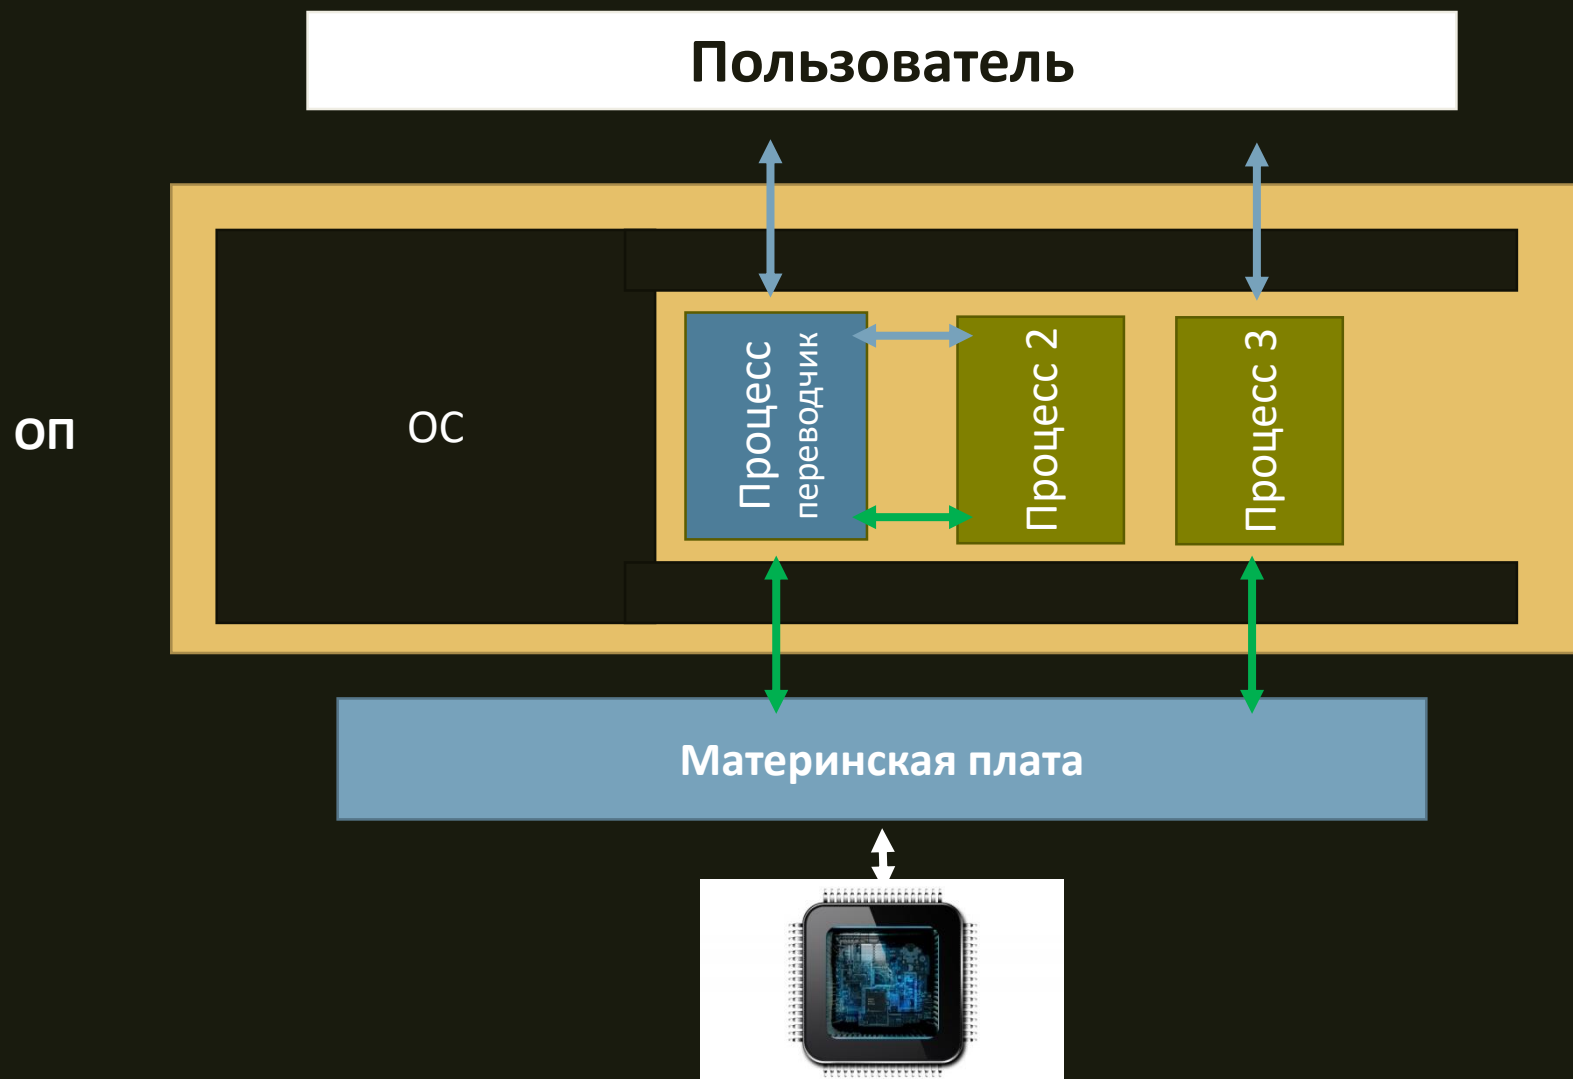 Пользователь
ОП
ОС
Процесс
переводчик
Процесс 2
Процесс 3
Материнская плата